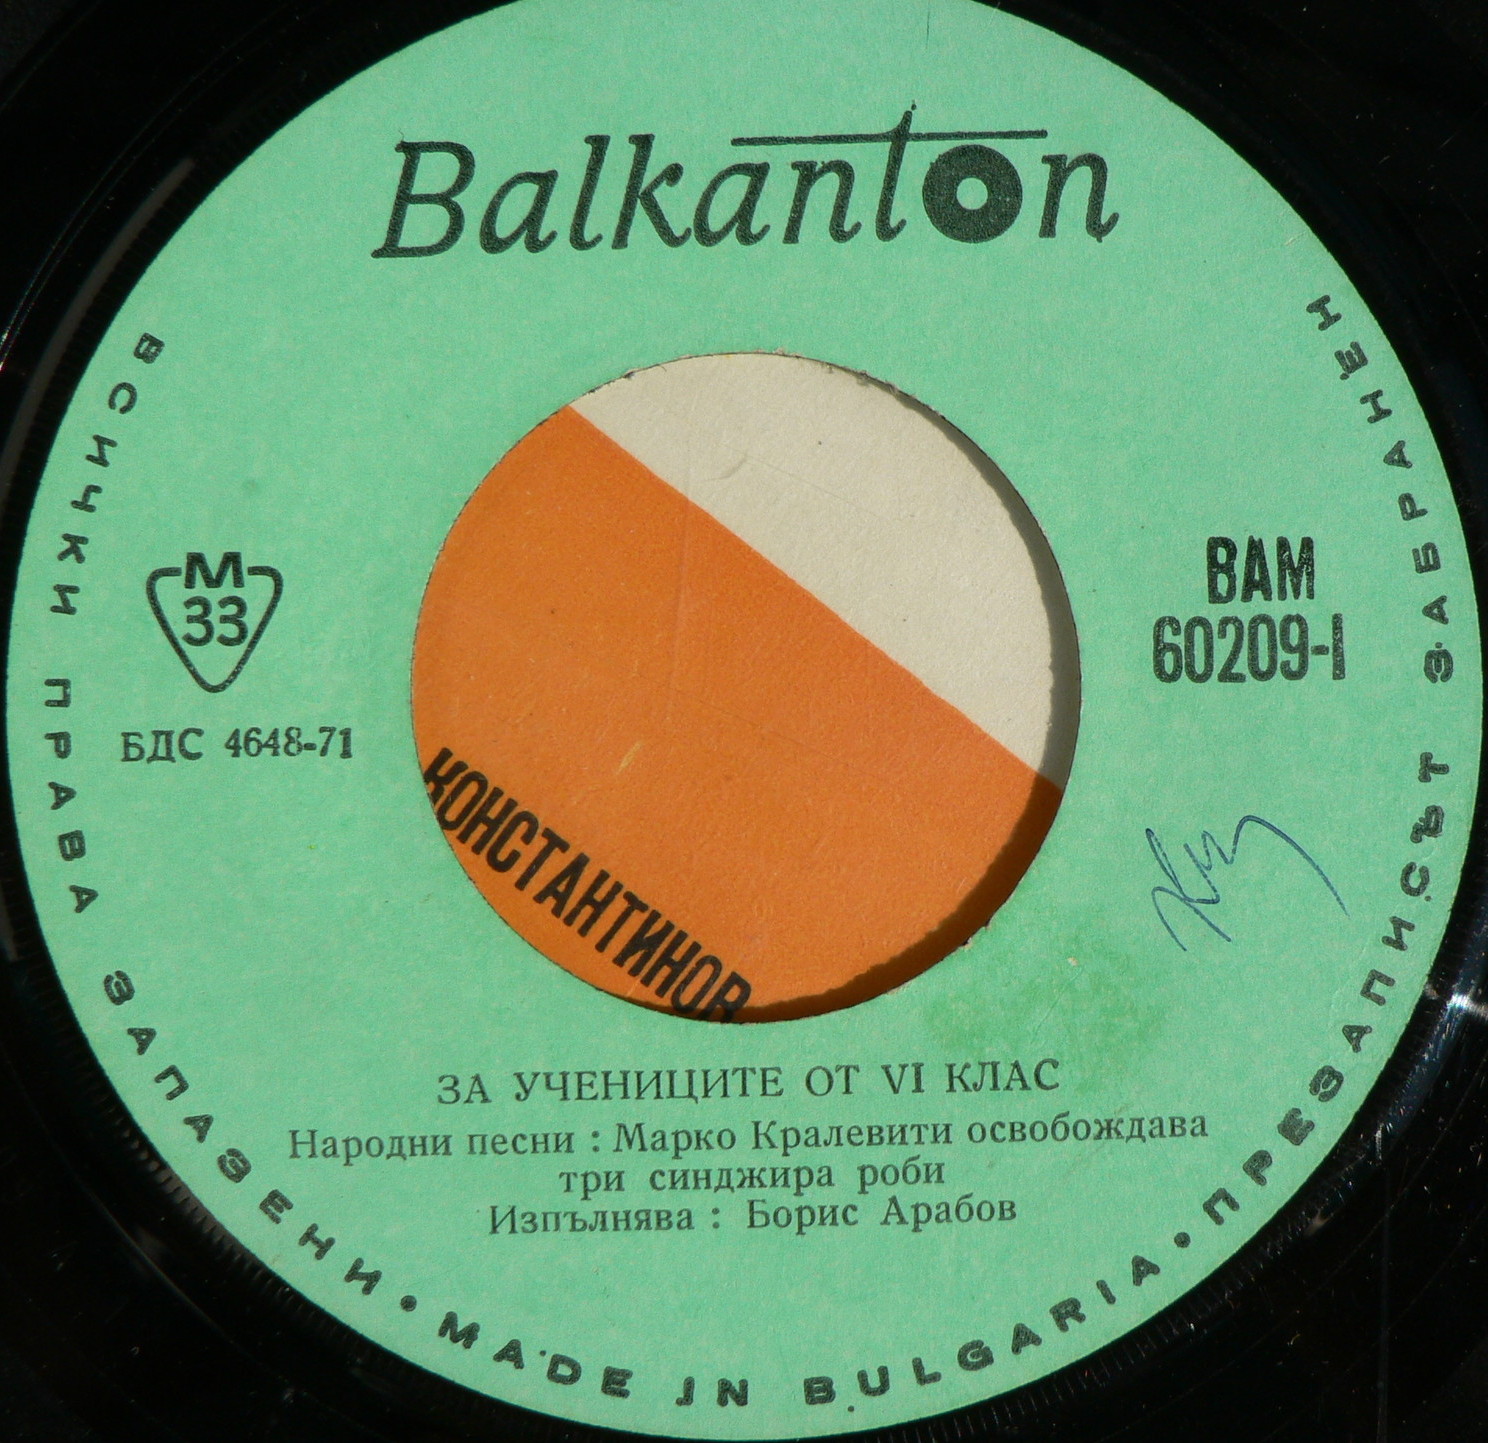 Balkanton
M
33
БДС 4648-71
ВАМ
60209-I
КОНСТАНТИНОВ
ЗА УЧЕНИЦИТЕ ОТ VI КЛАС
Народни песни : Марко Кралевити освобождава
три синджира роби
Изпълнява : Борис Арабов
ВСИЧКИ ПРАВА ЗАПАЗЕНИ • MADE IN BULGARIA • ПРЕЗАПИСЪТ ЗАБРАНЕН